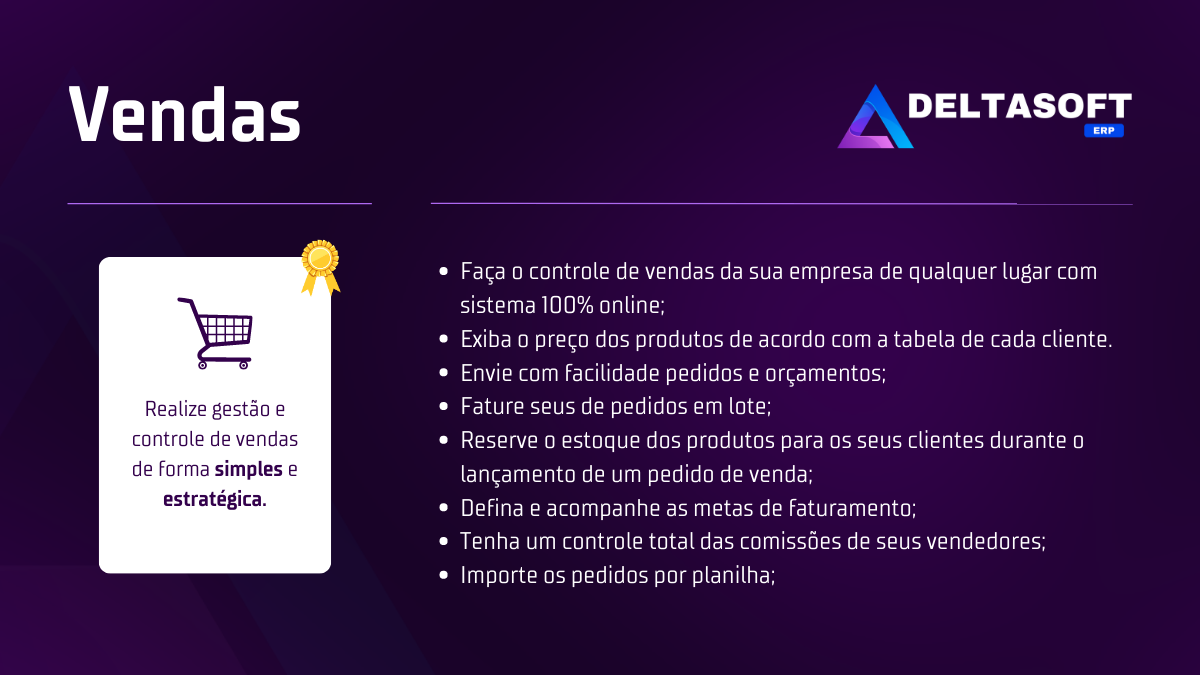 Vendas
DELTASOFT
ERP
Realize gestão e
controle de vendas
de forma simples e
estratégica.
• Faça o controle de vendas da sua empresa de qualquer lugar com
sistema 100% online;
• Exiba o preço dos produtos de acordo com a tabela de cada cliente.
• Envie com facilidade pedidos e orçamentos;
• Fature seus de pedidos em lote;
• Reserve o estoque dos produtos para os seus clientes durante o
lançamento de um pedido de venda;
• Defina e acompanhe as metas de faturamento;
• Tenha um controle total das comissões de seus vendedores;
• Importe os pedidos por planilha;